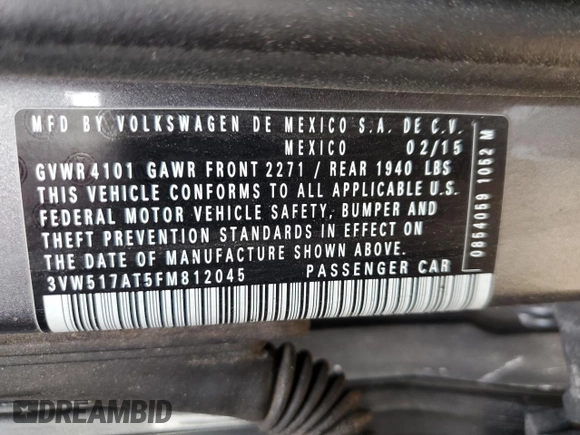 MFD BY VOLKSWAGEN DE MEXICO S.A. DE C.V.
MEXICO 02/15
GVWR 4101 GAWR FRONT 2271 / REAR 1940 LBS
THIS VEHICLE CONFORMS TO ALL APPLICABLE U.S.
FEDERAL MOTOR VEHICLE SAFETY, BUMPER AND
THEFT PREVENTION STANDARDS IN EFFECT ON
THE DATE OF MANUFACTURE SHOWN ABOVE.
3VW517AT5FM812045 PASSENGER CAR
0864059 1052 M
DREAMBID